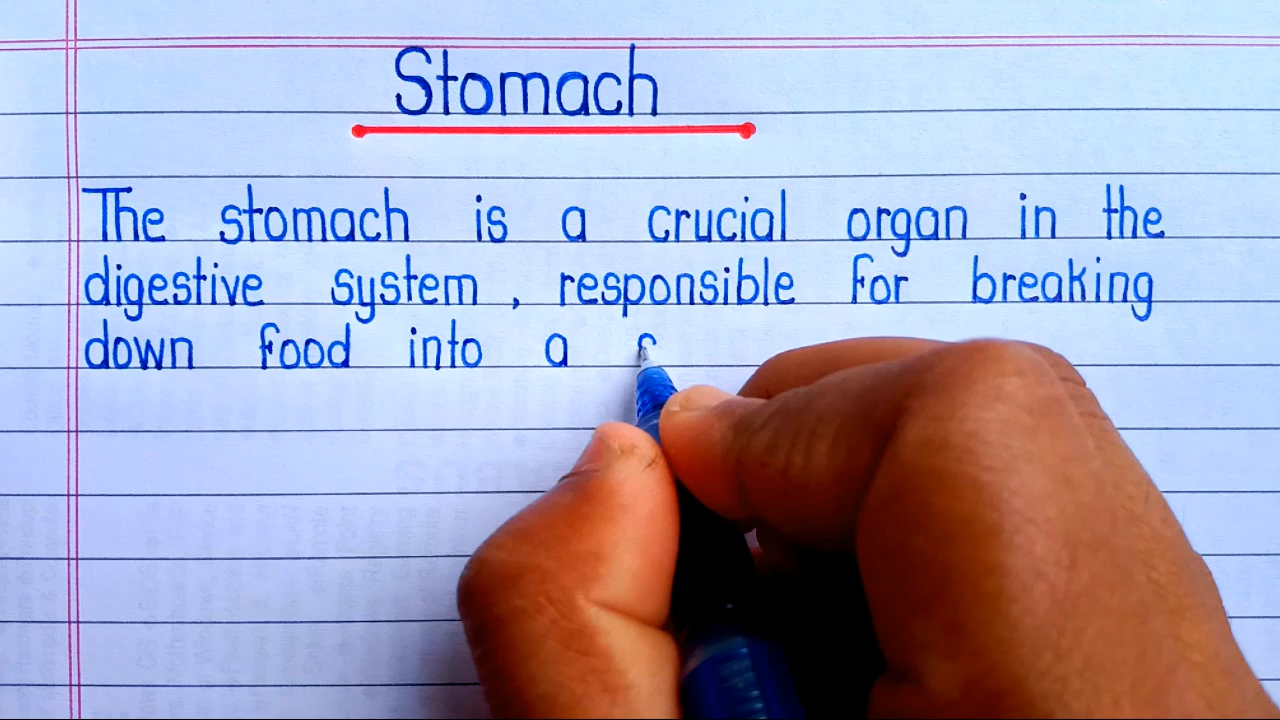 Stomach
The stomach is a crucial organ in the
digestive system, responsible for breaking
down food into a